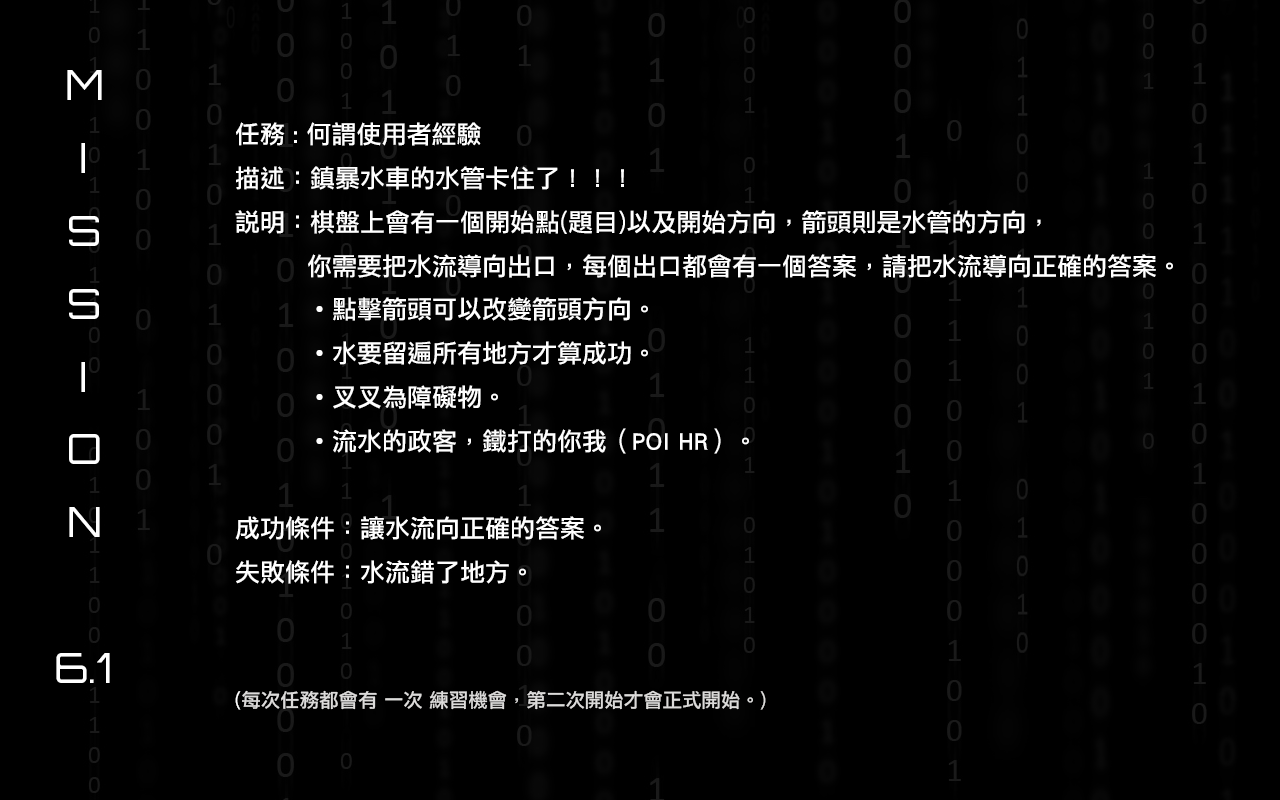 MISSION 6.1
任務：何謂使用者經驗
描述：鎮暴水車的水管卡住了！！！
説明：棋盤上會有一個開始點(題目)以及開始方向，箭頭則是水管的方向，
你需要把水流導向出口，每個出口都會有一個答案，請把水流導向正確的答案。
•點擊箭頭可以改變箭頭方向。
•水要留遍所有地方才算成功。
•叉叉為障礙物。
•流水的政客，鐵打的你我（POI HR）。
成功條件：讓水流向正確的答案。
失敗條件：水流錯了地方。
(每次任務都會有 一次 練習機會，第二次開始才會正式開始。)